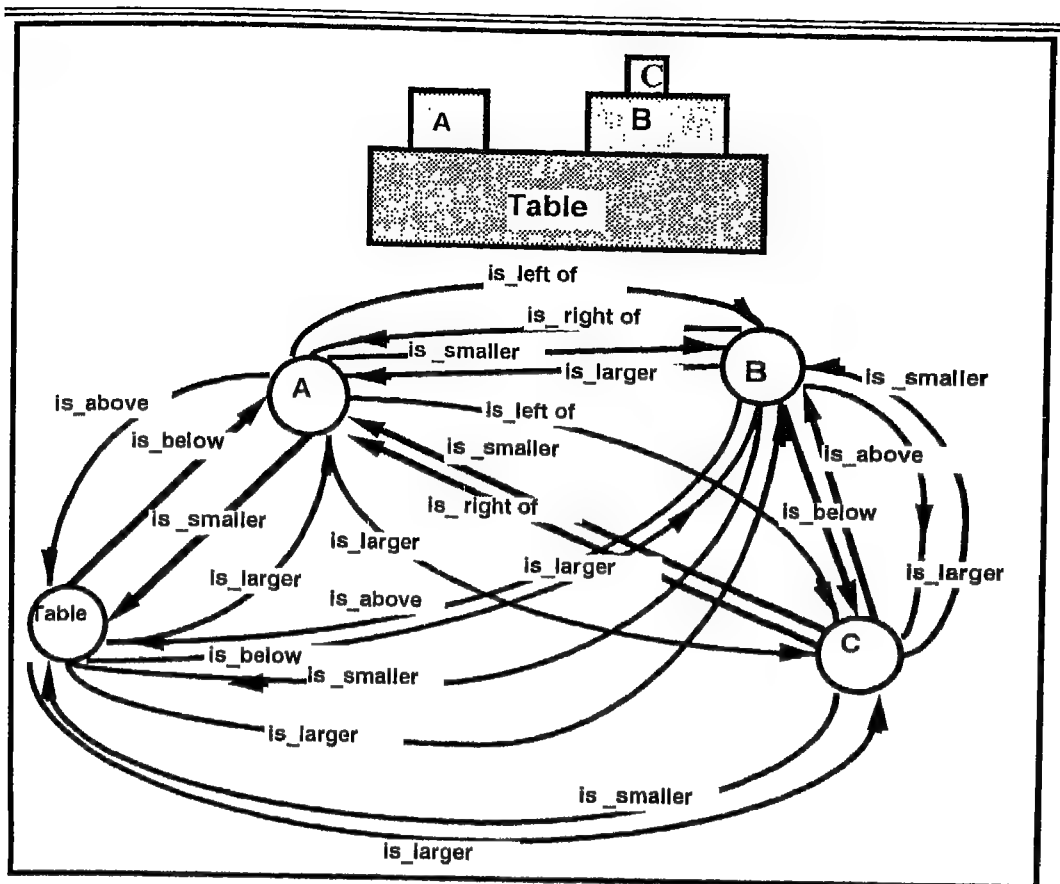 C
A
B
Table
is_left of
is_ right of
is _smaller
is_larger
B
is _smaller
A
is_above
is_left of
is_below
is _smaller
is_above
is_ right of
is_below
is _smaller
is_larger
is_larger
is_larger
is_larger
Table
is_above
C
is_below
is _smaller
is_larger
is _smaller
is_larger